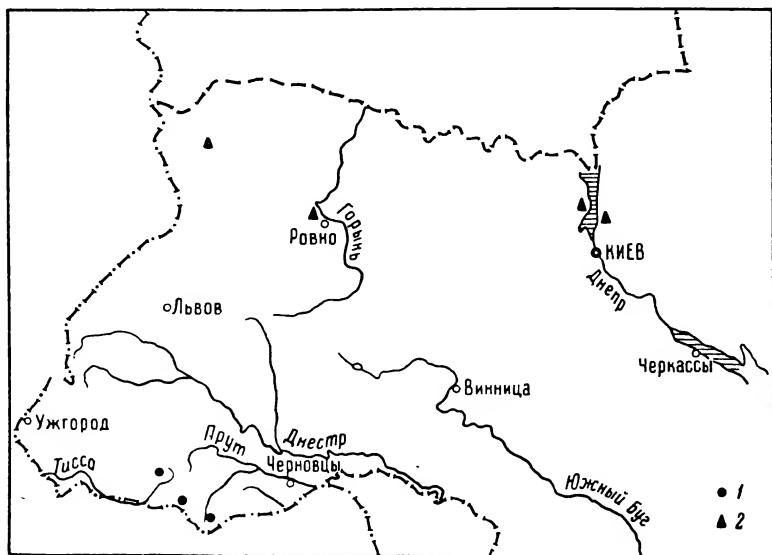 Горынь
Ровно
КИЕВ
Днепр
Львов
Черкассы
Винница
Ужгород
Прут
Днестр
Тисса
Черновцы
Южный Буг
1
2